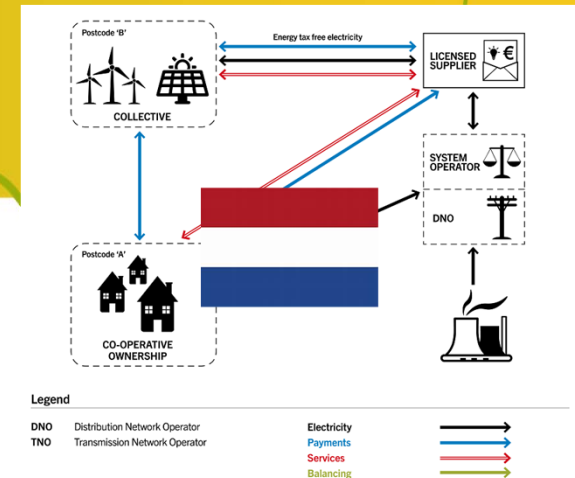 Postcode ‘B’
COLLECTIVE
Energy tax free electricity
LICENSED
SUPPLIER
€
SYSTEM
OPERATOR
DNO
Postcode ‘A’
CO-OPERATIVE
OWNERSHIP
Legend
DNO Distribution Network Operator
TNO Transmission Network Operator
Electricity
Payments
Services
Balancing